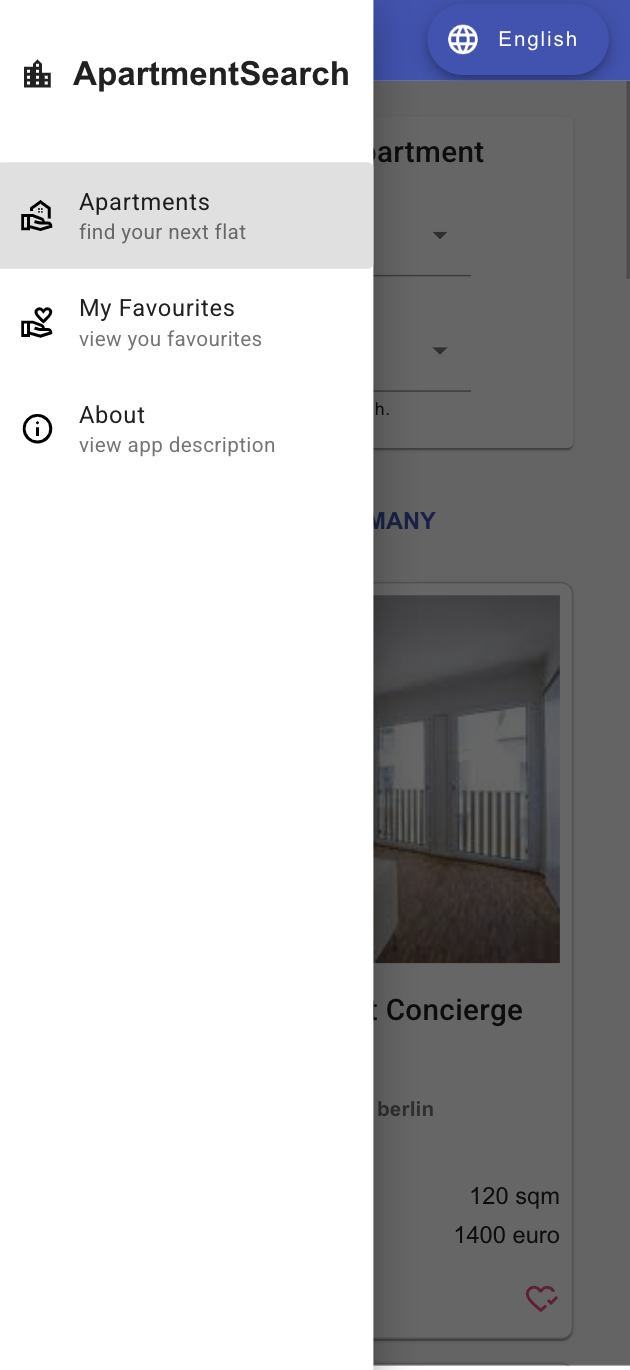 ApartmentSearch
English
Apartments
find your next flat
My Favourites
view you favourites
About
view app description
partment
h.
MANY
t Concierge
berlin
120 sqm
1400 euro